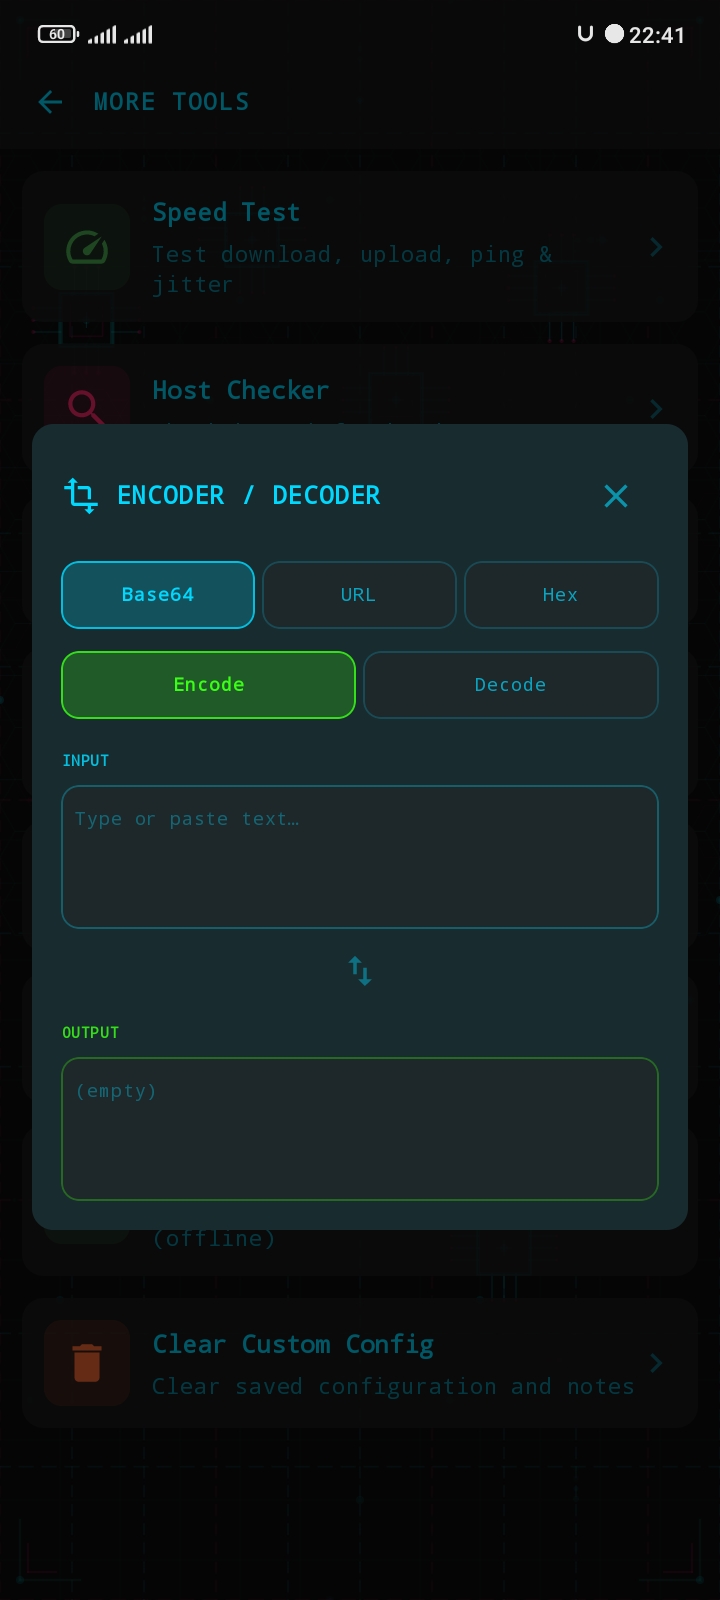 60
22:41
MORE TOOLS
Speed Test
Test download, upload, ping &
jitter
Host Checker
ENCODER / DECODER
Base64
URL
Hex
Encode
Decode
INPUT
Type or paste text…
OUTPUT
(empty)
(offline)
Clear Custom Config
Clear saved configuration and notes